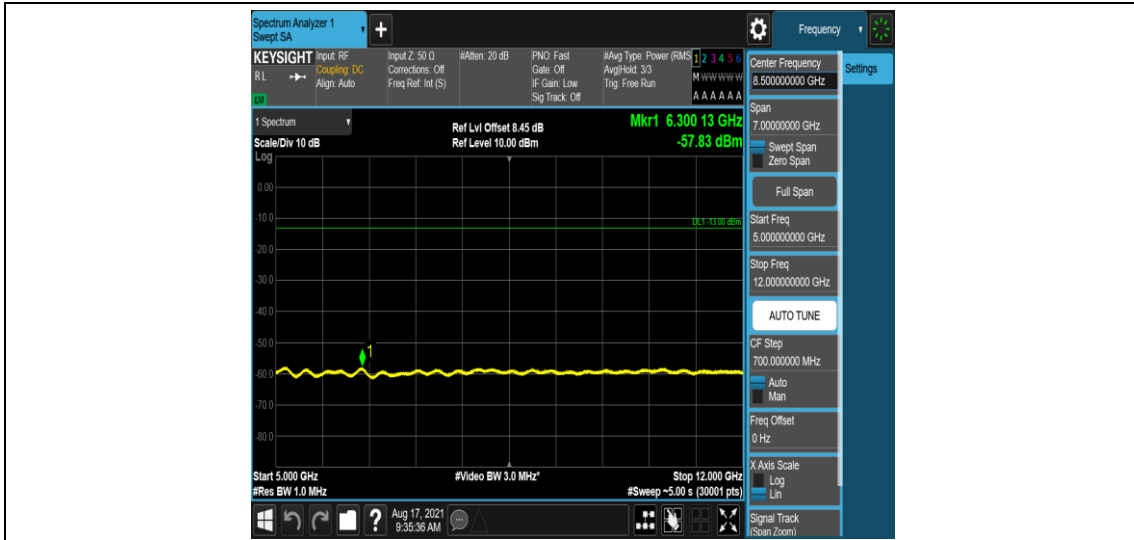 Spectrum Analyzer 1
Swept SA
+
Frequency
KEYSIGHT
RL
Input: RF
Coupling: DC
Align: Auto
Input Z: 50 Ω
Corrections: Off
Freq Ref: Int (S)
#Atten: 20 dB
PNO: Fast
Gate: Off
IF Gain: Low
Sig Track: Off
#Avg Type: Power (RMS
Avg|Hold: 3/3
Trig: Free Run
1 2 3 4 5 6
M W W W W W
A A A A A A
1 Spectrum
Scale/Div 10 dB
Log
Ref Lvl Offset 8.45 dB
Ref Level 10.00 dBm
Mkr1 6.300 13 GHz
-57.83 dBm
0.00
-10.0
DL1 -13.00 dBm
-20.0
-30.0
-40.0
-50.0
1
-60.0
-70.0
-80.0
Start 5.000 GHz
#Res BW 1.0 MHz
#Video BW 3.0 MHz*
Stop 12.000 GHz
#Sweep ~5.00 s (30001 pts)
?
Aug 17, 2021
9:35:36 AM
Center Frequency
8.500000000 GHz
Settings
Span
7.00000000 GHz
Swept Span
Zero Span
Full Span
Start Freq
5.000000000 GHz
Stop Freq
12.000000000 GHz
AUTO TUNE
CF Step
700.000000 MHz
Auto
Man
Freq Offset
0 Hz
X Axis Scale
Log
Lin
Signal Track
(Span Zoom)